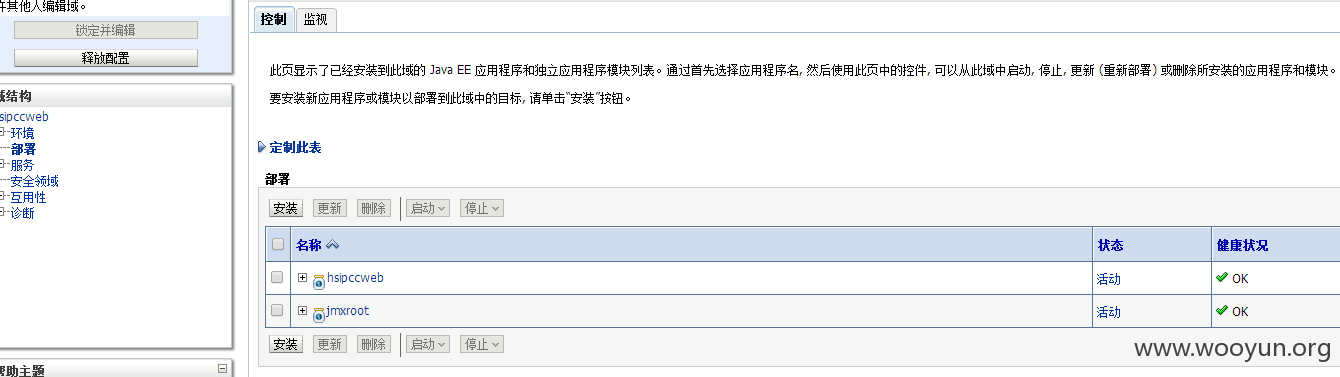 许其他人编辑域。
锁定并编辑
释放配置
域结构
hsipccweb
环境
部署
服务
安全领域
互用性
诊断
帮助主题
控制 监视
此页显示了已经安装到此域的 Java EE 应用程序和独立应用程序模块列表。通过首先选择应用程序名, 然后使用此页中的控件, 可以从此域中启动, 停止, 更新 (重新部署) 或删除所安装的应用程序和模块。
要安装新应用程序或模块以部署到此域中的目标, 请单击“安装”按钮。
定制此表
部署
安装 更新 删除 启动 停止
名称 状态 健康状况
hsipccweb 活动 OK
jmxroot 活动 OK
安装 更新 删除 启动 停止
www.wooyun.org